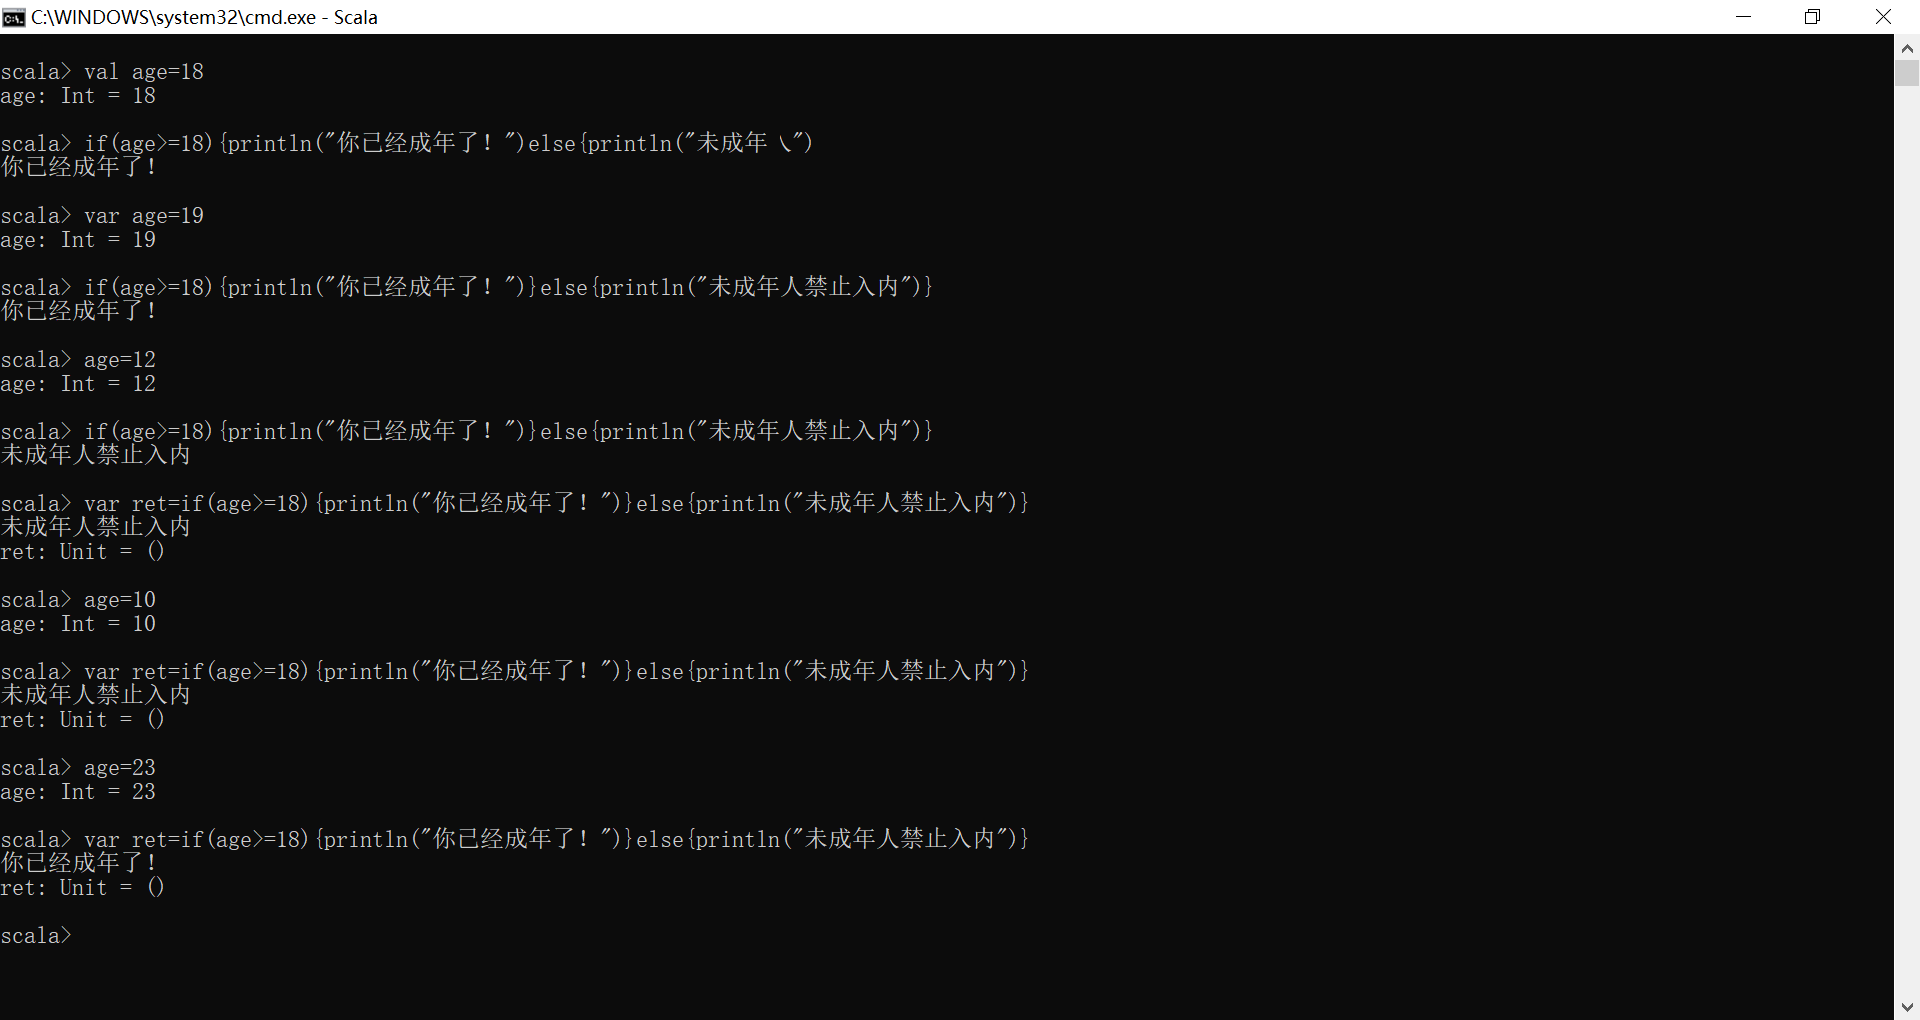 C:\WINDOWS\system32\cmd.exe - Scala
scala> val age=18
age: Int = 18
scala> if(age>=18){println("你已经成年了！")else{println("未成年 ")
你已经成年了！
scala> var age=19
age: Int = 19
scala> if(age>=18){println("你已经成年了！")}else{println("未成年人禁止入内")}
你已经成年了！
scala> age=12
age: Int = 12
scala> if(age>=18){println("你已经成年了！")}else{println("未成年人禁止入内")}
未成年人禁止入内
scala> var ret=if(age>=18){println("你已经成年了！")}else{println("未成年人禁止入内")}
未成年人禁止入内
ret: Unit = ()
scala> age=10
age: Int = 10
scala> var ret=if(age>=18){println("你已经成年了！")}else{println("未成年人禁止入内")}
未成年人禁止入内
ret: Unit = ()
scala> age=23
age: Int = 23
scala> var ret=if(age>=18){println("你已经成年了！")}else{println("未成年人禁止入内")}
你已经成年了！
ret: Unit = ()
scala>